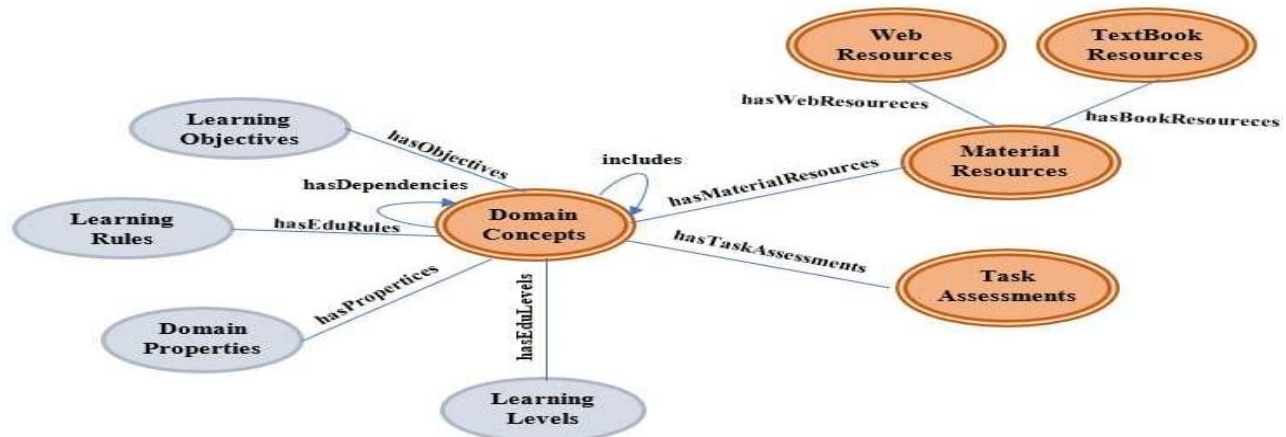 Web
Resources
TextBook
Resources
hasWebResoureces
hasBookResoureces
Learning
Objectives
hasObjectives
includes
Material
Resources
hasMaterialResources
hasDependencies
Domain
Concepts
Learning
Rules
hasEduRules
hasTaskAssessments
Task
Assessments
hasPropertices
Domain
Properties
hasEduLevels
Learning
Levels